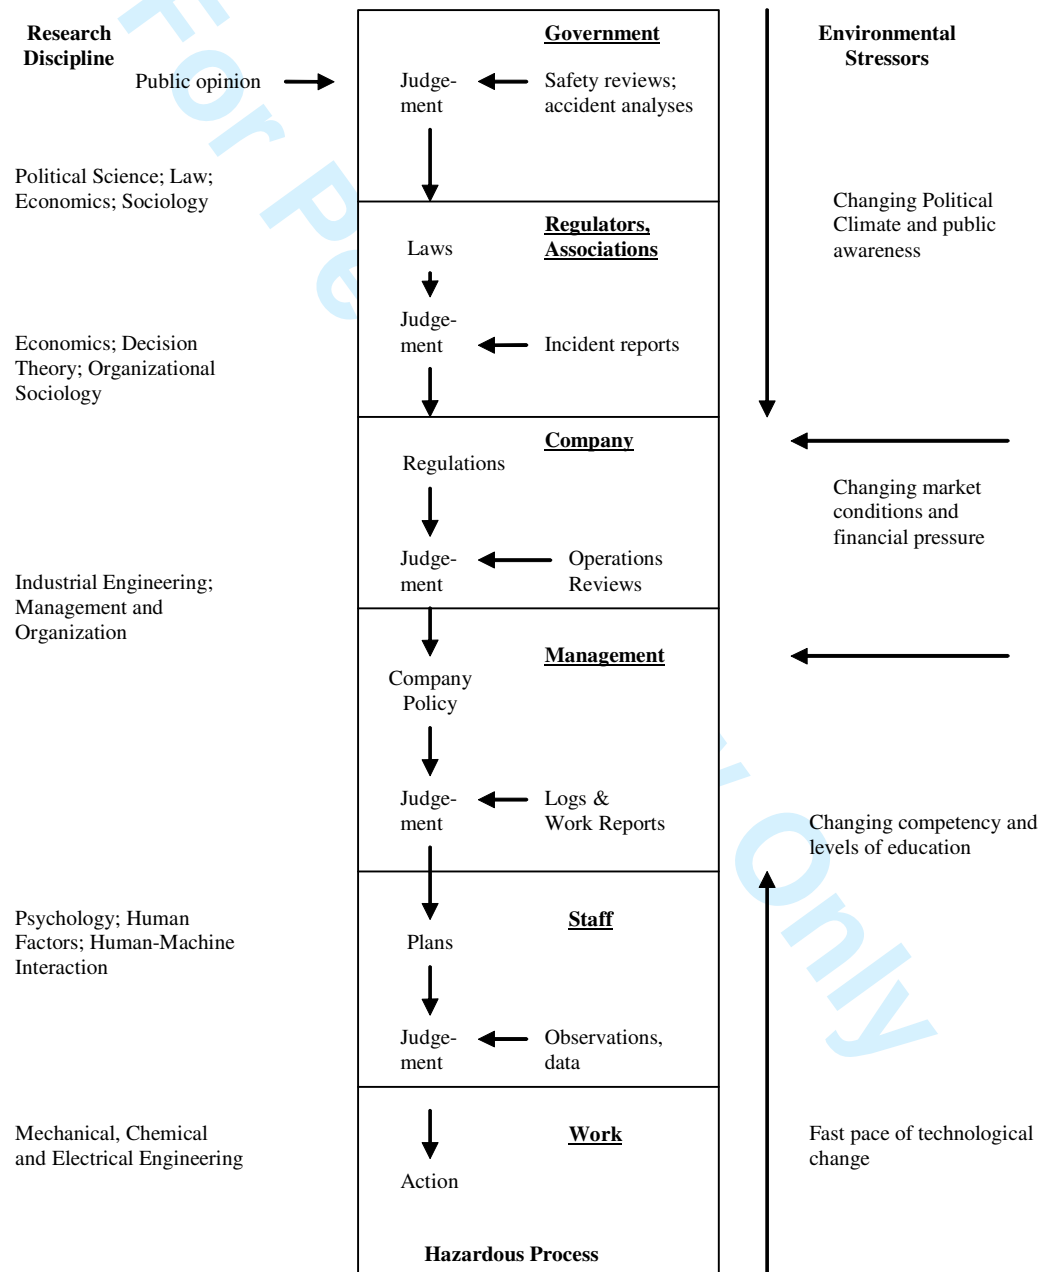 Research
Discipline
Government
Environmental
Stressors
Public opinion
Judge-
ment
Safety reviews;
accident analyses
Political Science; Law;
Economics; Sociology
Changing Political
Climate and public
awareness
Regulators,
Associations
Laws
Judge-
ment
Incident reports
Economics; Decision
Theory; Organizational
Sociology
Company
Regulations
Changing market
conditions and
financial pressure
Judge-
ment
Operations
Reviews
Industrial Engineering;
Management and
Organization
Management
Company
Policy
Judge-
ment
Logs &
Work Reports
Changing competency and
levels of education
Psychology; Human
Factors; Human-Machine
Interaction
Staff
Plans
Judge-
ment
Observations,
data
Mechanical, Chemical
and Electrical Engineering
Work
Fast pace of technological
change
Action
Hazardous Process
For Pe
y Only